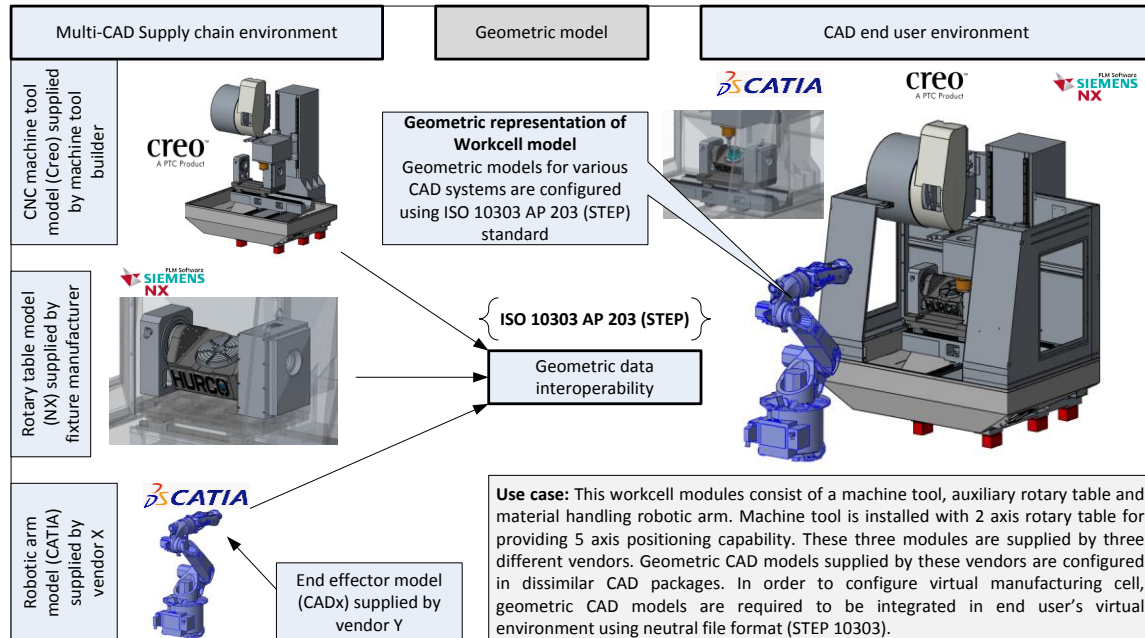 Multi-CAD Supply chain environment
Geometric model
CAD end user environment
CNC machine tool
model (Creo) supplied
by machine tool
builder
creo™
A PTC Product
Geometric representation of
Workcell model
Geometric models for various
CAD systems are configured
using ISO 10303 AP 203 (STEP)
standard
DS CATIA
creo™
A PTC Product
PLM Software
SIEMENS
NX
HURCO
Rotary table model
(NX) supplied by
fixture manufacturer
PLM Software
SIEMENS
NX
HURCO
ISO 10303 AP 203 (STEP)
Geometric data
interoperability
Robotic arm
model (CATIA)
supplied by
vendor X
DS CATIA
End effector model
(CADx) supplied by
vendor Y
Use case: This workcell modules consist of a machine tool, auxiliary rotary table and
material handling robotic arm. Machine tool is installed with 2 axis rotary table for
providing 5 axis positioning capability. These three modules are supplied by three
different vendors. Geometric CAD models supplied by these vendors are configured
in dissimilar CAD packages. In order to configure virtual manufacturing cell,
geometric CAD models are required to be integrated in end user's virtual
environment using neutral file format (STEP 10303).